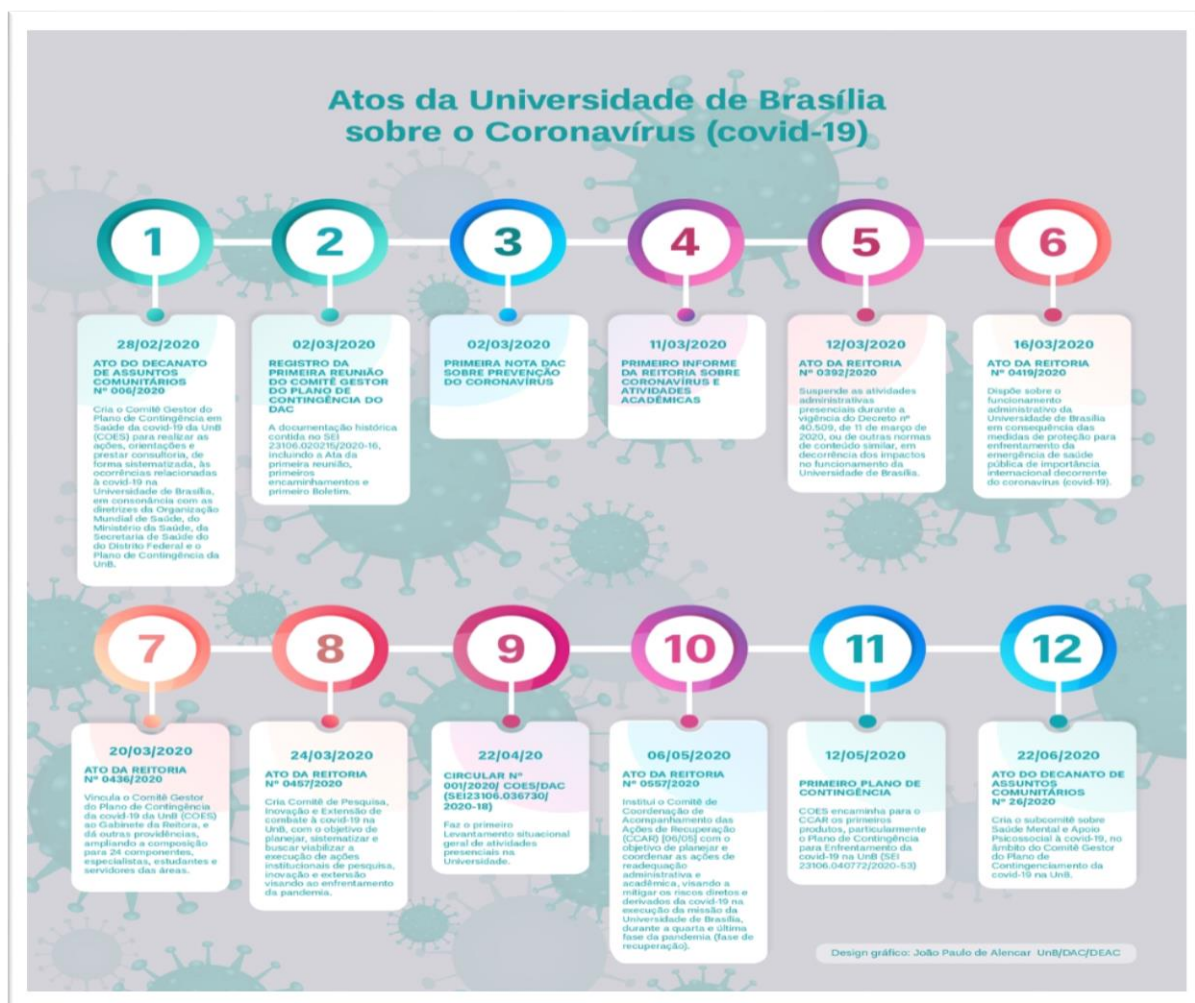 Atos da Universidade de Brasília
sobre o Coronavírus (covid-19)
1
28/02/2020
ATO DO DECANATO
DE ASSUNTOS
COMUNITÁRIOS
Nº 006/2020
Cria o Comitê Gestor do
Plano de Contingência em
Saúde da covid-19 da UnB
(COES) para realizar as
ações, orientações e
prestar consultoria, de
forma sistematizada, às
ocorrências relacionadas
à covid-19 na
Universidade de Brasília,
em consonância com as
diretrizes da Organização
Mundial de Saúde, do
Ministério da Saúde, da
Secretaria de Saúde do
do Distrito Federal e o
Plano de Contingência da
UnB.
2
02/03/2020
REGISTRO DA
PRIMEIRA REUNIÃO
DO COMITÊ GESTOR
DO PLANO DE
CONTINGÊNCIA DO
DAC
A documentação histórica
contida no SEI
23106.020215/2020-16,
incluindo a Ata da
primeira reunião,
primeiros
encaminhamentos e
primeiro Boletim.
3
02/03/2020
PRIMEIRA NOTA DAC
SOBRE PREVENÇÃO
DO CORONAVÍRUS
4
11/03/2020
PRIMEIRO INFORME
DA REITORIA SOBRE
CORONAVÍRUS E
ATIVIDADES
ACADÊMICAS
5
12/03/2020
ATO DA REITORIA
Nº 0392/2020
Suspende as atividades
administrativas
presenciais durante a
vigência do Decreto nº
40.509, de 11 de março de
2020, ou de outras normas
de conteúdo similar, em
decorrência dos impactos
no funcionamento da
Universidade de Brasília.
6
16/03/2020
ATO DA REITORIA
Nº 0419/2020
Dispõe sobre o
funcionamento
administrativo da
Universidade de Brasília
em consequência das
medidas de proteção para
enfrentamento da
emergência de saúde
pública de importância
internacional decorrente
do coronavírus (covid-19).
7
20/03/2020
ATO DA REITORIA
Nº 0436/2020
Vincula o Comitê Gestor
do Plano de Contingência
da covid-19 da UnB (COES)
ao Gabinete da Reitora, e
dá outras providências,
ampliando a composição
para 24 componentes,
especialistas, estudantes e
servidores das áreas.
8
24/03/2020
ATO DA REITORIA
Nº 0457/2020
Cria Comitê de Pesquisa,
Inovação e Extensão de
combate à covid-19 na
UnB, com o objetivo de
planejar, sistematizar e
buscar viabilizar a
execução de ações
institucionais de pesquisa,
inovação e extensão
visando ao enfrentamento
da pandemia.
9
22/04/20
CIRCULAR Nº
001/2020/ COES/DAC
(SEI23106.036730/
2020-18)
Faz o primeiro
Levantamento situacional
geral de atividades
presenciais na
Universidade.
10
06/05/2020
ATO DA REITORIA
Nº 0557/2020
Institui o Comitê de
Coordenação de
Acompanhamento das
Ações de Recuperação
(CCAR) [06/05] com o
objetivo de planejar e
coordenar as ações de
readequação
administrativa e
acadêmica, visando a
mitigar os riscos diretos e
derivados da covid-19 na
execução da missão da
Universidade de Brasília,
durante a quarta e última
fase da pandemia (fase de
recuperação).
11
12/05/2020
PRIMEIRO PLANO DE
CONTINGÊNCIA
COES encaminha para o
CCAR os primeiros
produtos, particularmente
o Plano de Contingência
para Enfrentamento da
covid-19 na UnB (SEI
23106.040772/2020-53)
12
22/06/2020
ATO DO DECANATO DE
ASSUNTOS
COMUNITÁRIOS
Nº 26/2020
Cria o subcomitê sobre
Saúde Mental e Apoio
Psicossocial à covid-19, no
âmbito do Comitê Gestor
do Plano de
Contingenciamento da
covid-19 na UnB.
Design gráfico: João Paulo de Alencar UnB/DAC/DEAC